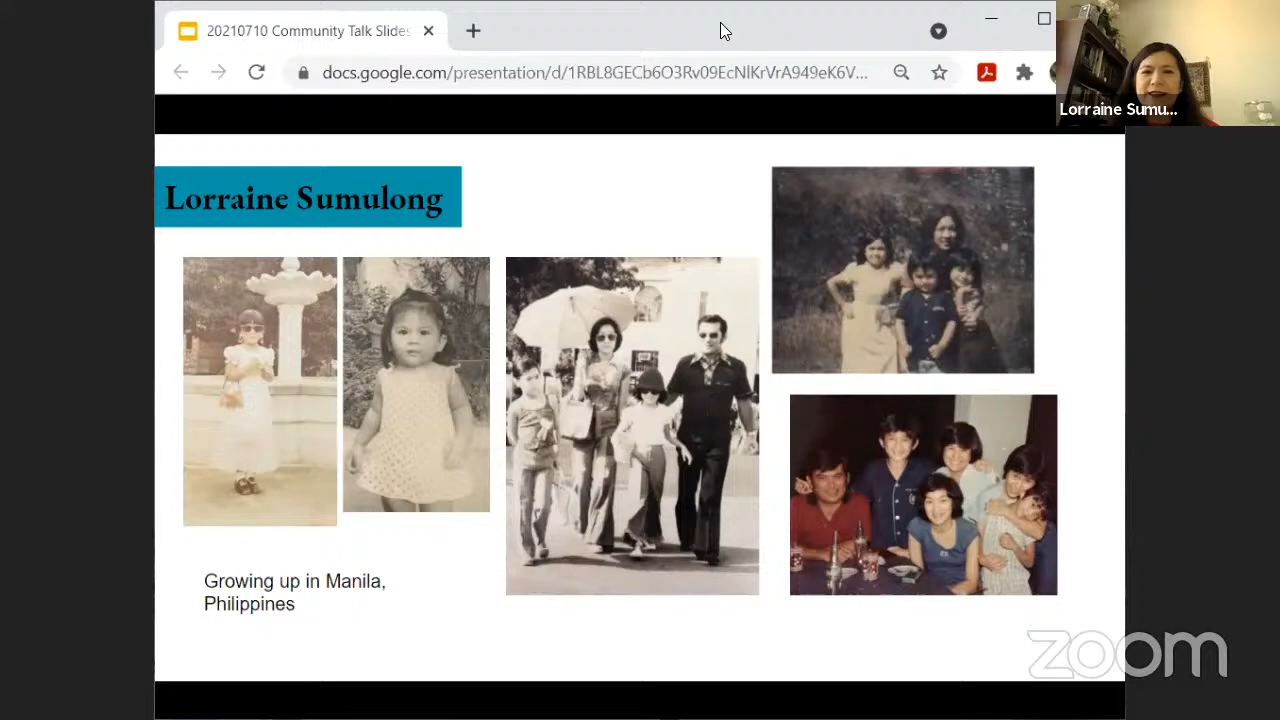 20210710 Community Talk Slides
docs.google.com/presentation/d/1RBL8GECb6O3Rv09EcNlKrVrA949eK6V...
Lorraine Sumu...
Lorraine Sumulong
Growing up in Manila,
Philippines
zoom